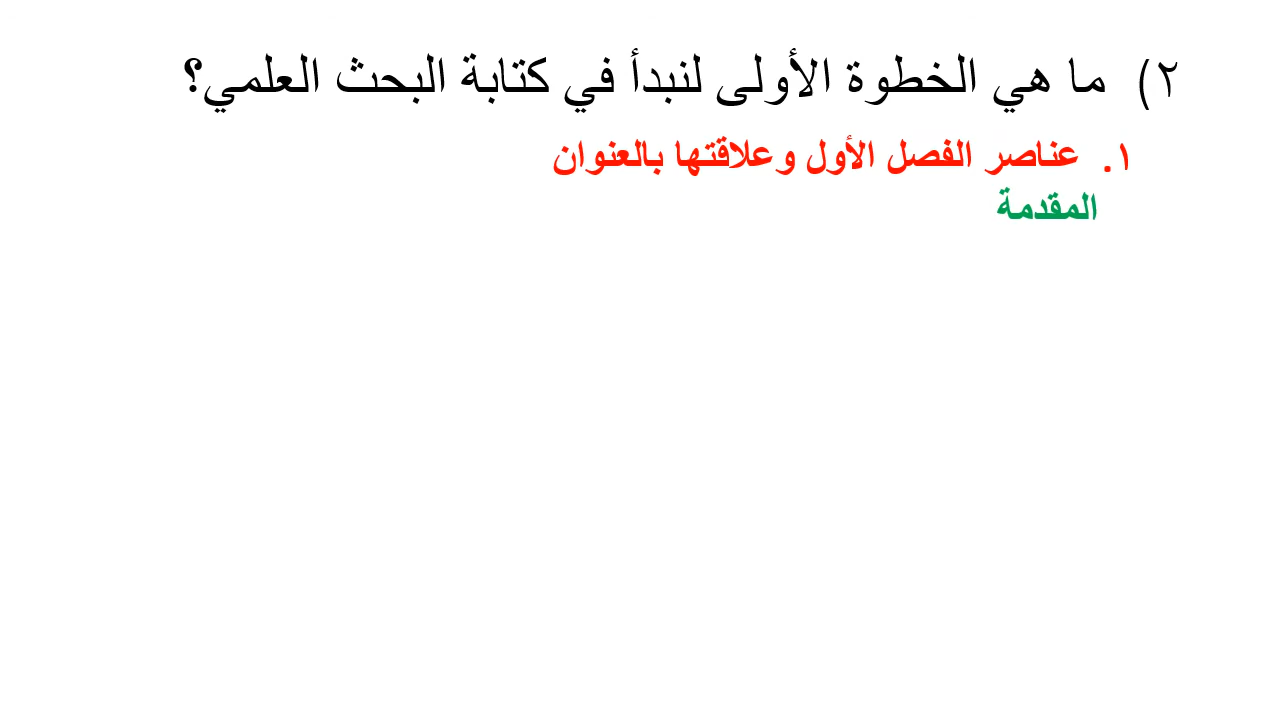 ٢) ما هي الخطوة الأولى لنبدأ في كتابة البحث العلمي؟
١. عناصر الفصل الأول وعلاقتها بالعنوان
المقدمة